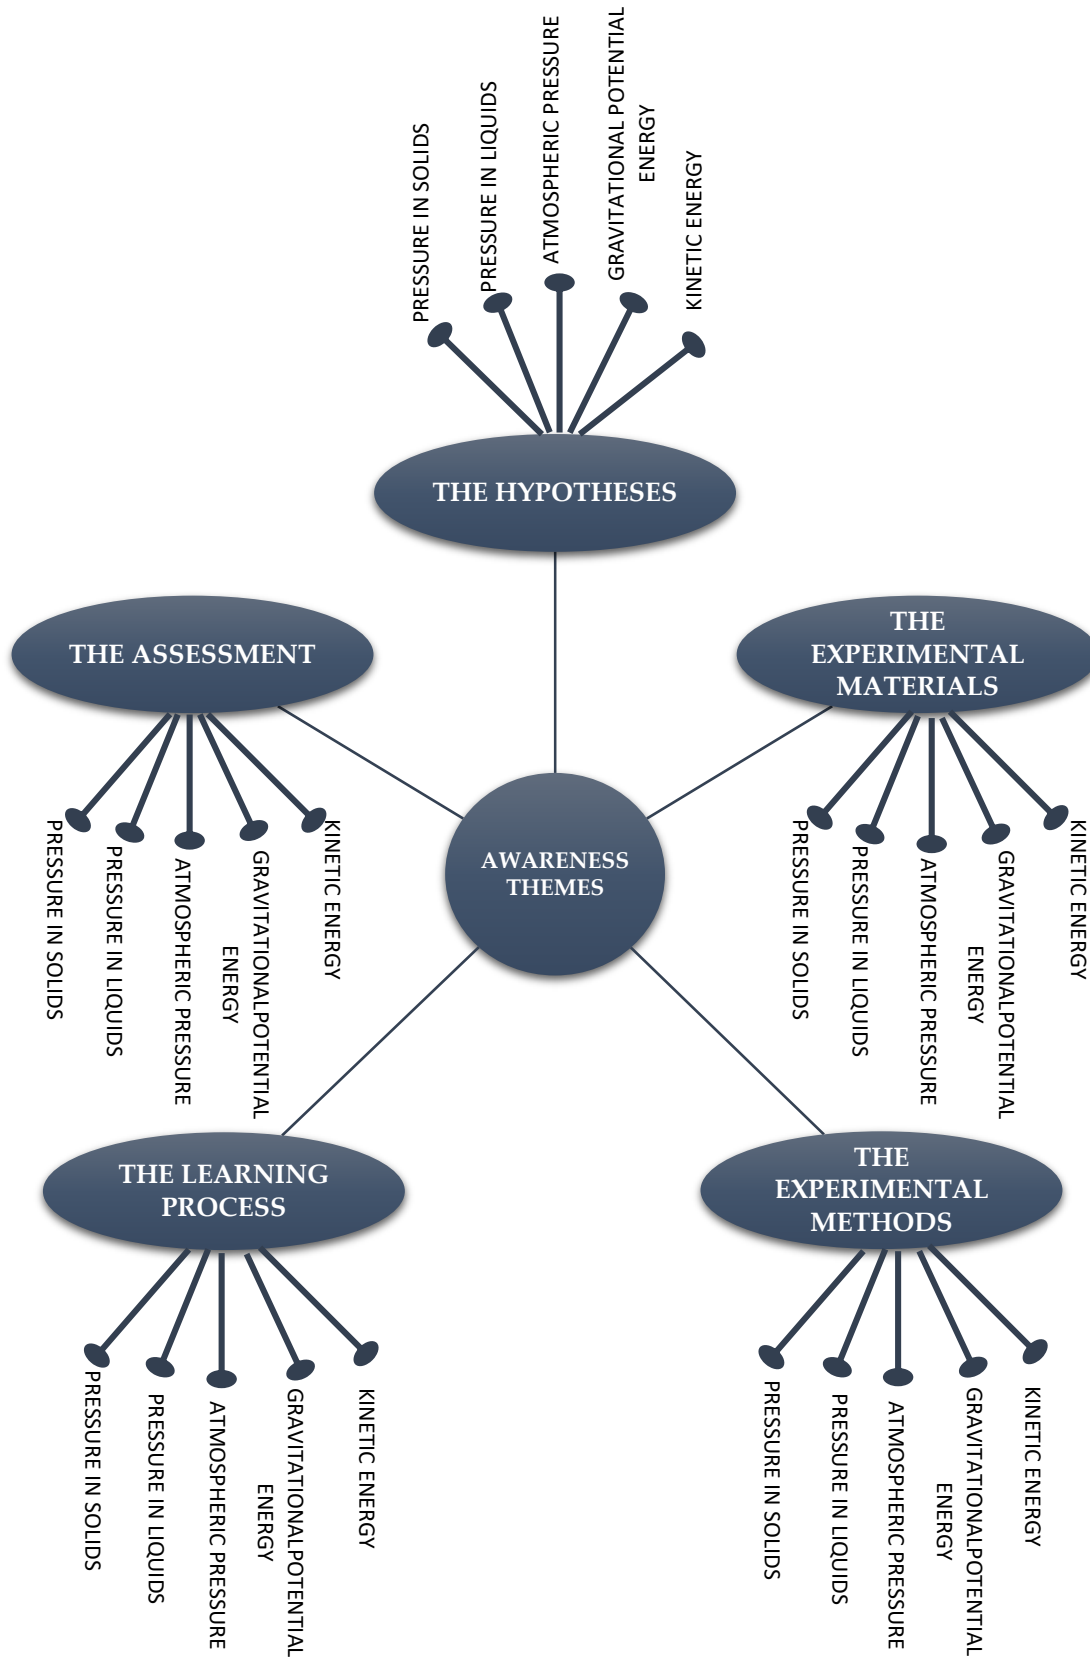 PRESSURE IN SOLIDS
PRESSURE IN LIQUIDS
ATMOSPHERIC PRESSURE
GRAVITATIONAL POTENTIAL
ENERGY
KINETIC ENERGY
THE HYPOTHESES
THE ASSESSMENT
PRESSURE IN SOLIDS
PRESSURE IN LIQUIDS
ATMOSPHERIC PRESSURE
GRAVITATIONALPOTENTIAL
ENERGY
KINETIC ENERGY
THE
EXPERIMENTAL
MATERIALS
PRESSURE IN SOLIDS
PRESSURE IN LIQUIDS
ATMOSPHERIC PRESSURE
GRAVITATIONALPOTENTIAL
ENERGY
KINETIC ENERGY
AWARENESS
THEMES
THE LEARNING
PROCESS
PRESSURE IN SOLIDS
PRESSURE IN LIQUIDS
ATMOSPHERIC PRESSURE
GRAVITATIONALPOTENTIAL
ENERGY
KINETIC ENERGY
THE
EXPERIMENTAL
METHODS
PRESSURE IN SOLIDS
PRESSURE IN LIQUIDS
ATMOSPHERIC PRESSURE
GRAVITATIONALPOTENTIAL
ENERGY
KINETIC ENERGY